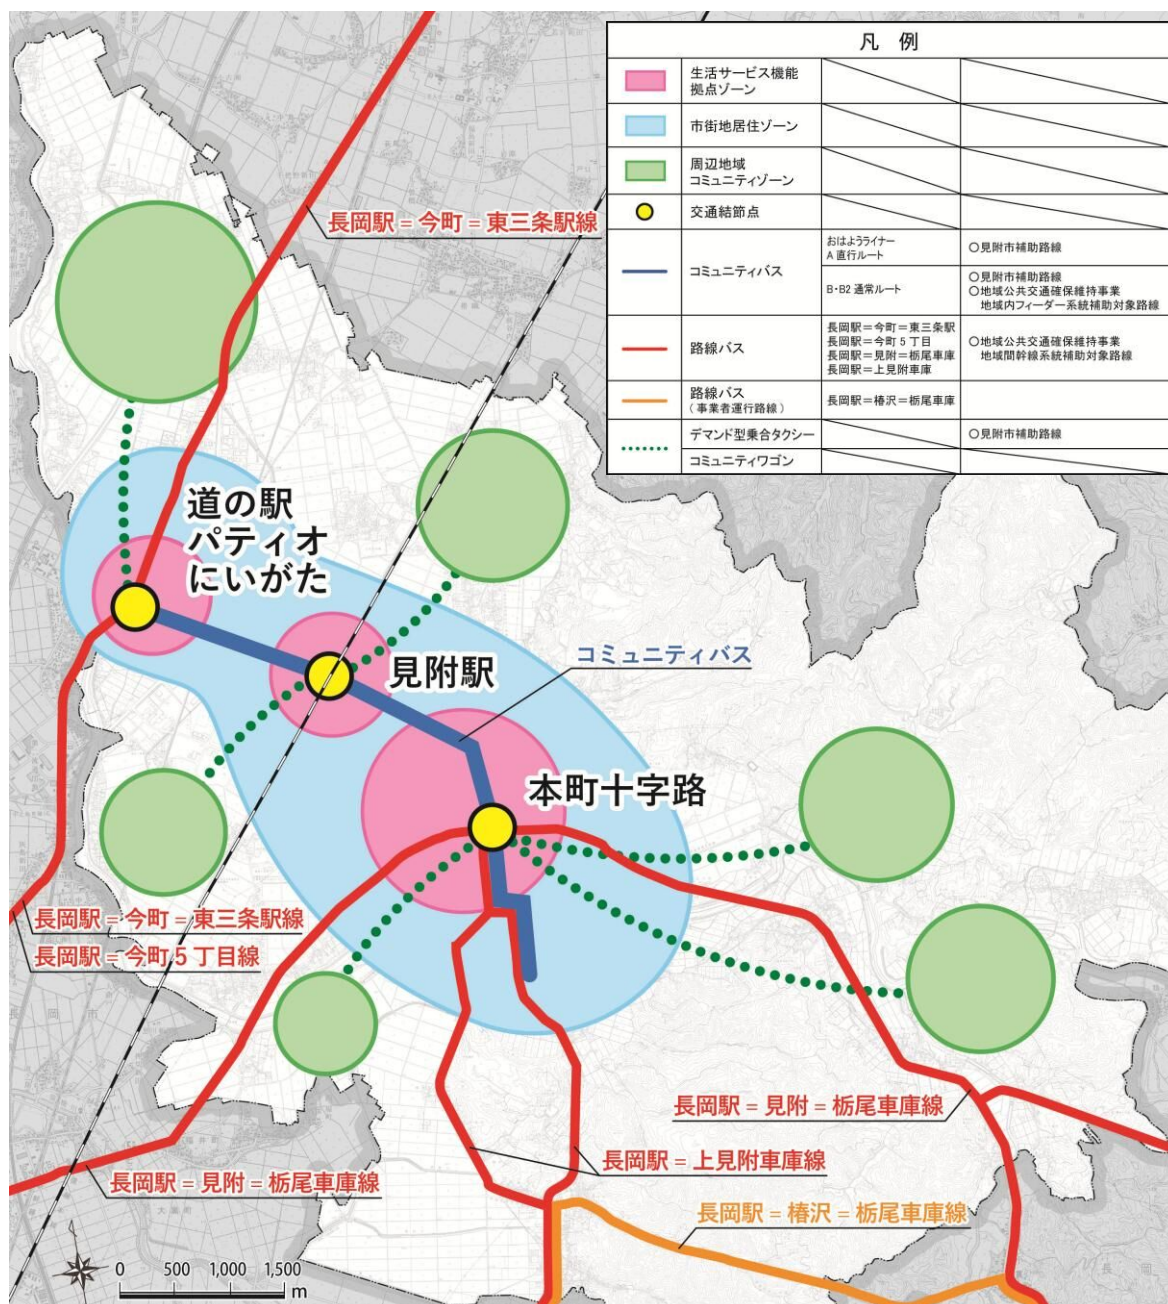 凡 例
生活サービス機能
拠点ゾーン
市街地居住ゾーン
周辺地域
コミュニティゾーン
交通結節点
コミュニティバス
おはようライナー
A 直行ルート
○見附市補助路線
B・B2 通常ルート
○見附市補助路線
○地域公共交通確保維持事業
地域内フィーダー系統補助対象路線
路線バス
長岡駅=今町=東三条駅
長岡駅=今町5丁目
長岡駅=見附=栃尾車庫
長岡駅=上見附車庫
○地域公共交通確保維持事業
地域間幹線系統補助対象路線
路線バス
(事業者運行路線)
長岡駅=椿沢=栃尾車庫
デマンド型乗合タクシー
○見附市補助路線
コミュニティワゴン
長岡駅=今町=東三条駅線
道の駅
パティオ
にいがた
見附駅
コミュニティバス
本町十字路
長岡駅=今町=東三条駅線
長岡駅=今町5丁目線
長岡駅=見附=栃尾車庫線
長岡駅=上見附車庫線
長岡駅=見附=栃尾車庫線
長岡駅=椿沢=栃尾車庫線
0 500 1,000 1,500
m